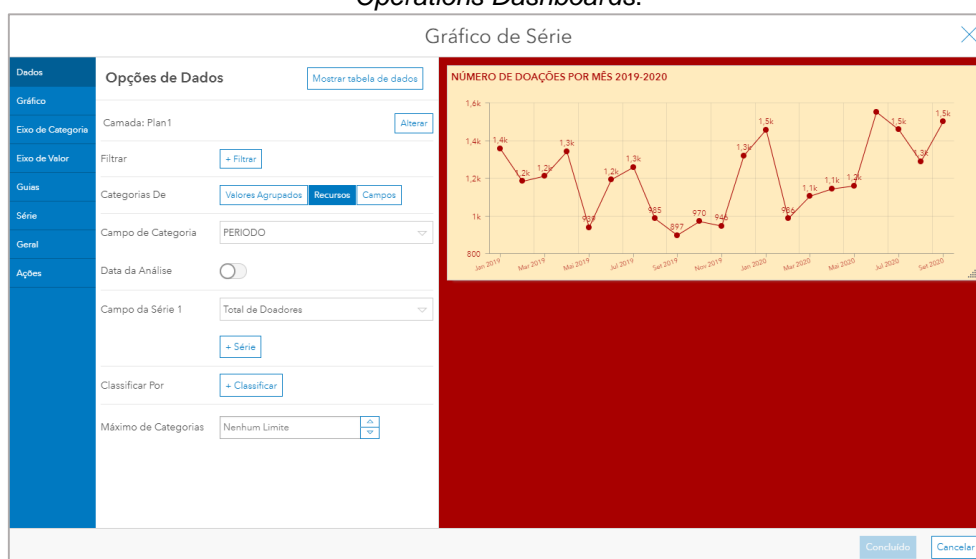 Operations Dashboards.
Gráfico de Série
Dados
Gráfico
Eixo de Categoria
Eixo de Valor
Guias
Série
Geral
Ações
Opções de Dados
Mostrar tabela de dados
Camada: Plan1
Alterar
Filtrar
+ Filtrar
Categorias De
Valores Agrupados Recursos Campos
Campo de Categoria
PERIODO
Data da Análise
Campo da Série 1
Total de Doadores
+ Série
Classificar Por
+ Classificar
Máximo de Categorias
Nenhum Limite
NÚMERO DE DOAÇÕES POR MÊS 2019-2020
1,6k
1,4k
1,2k
1k
800
1,4k
1,2k
1,2k
1,3k
939
1,2k
1,3k
985
897
970
946
1,3k
1,5k
986
1,1k
1,1k
1,2k
1,5k
1,3k
1,5k
Jan 2019
Mar 2019
Mai 2019
Jul 2019
Set 2019
Nov 2019
Jan 2020
Mar 2020
Mai 2020
Jul 2020
Set 2020
Concluído
Cancelar